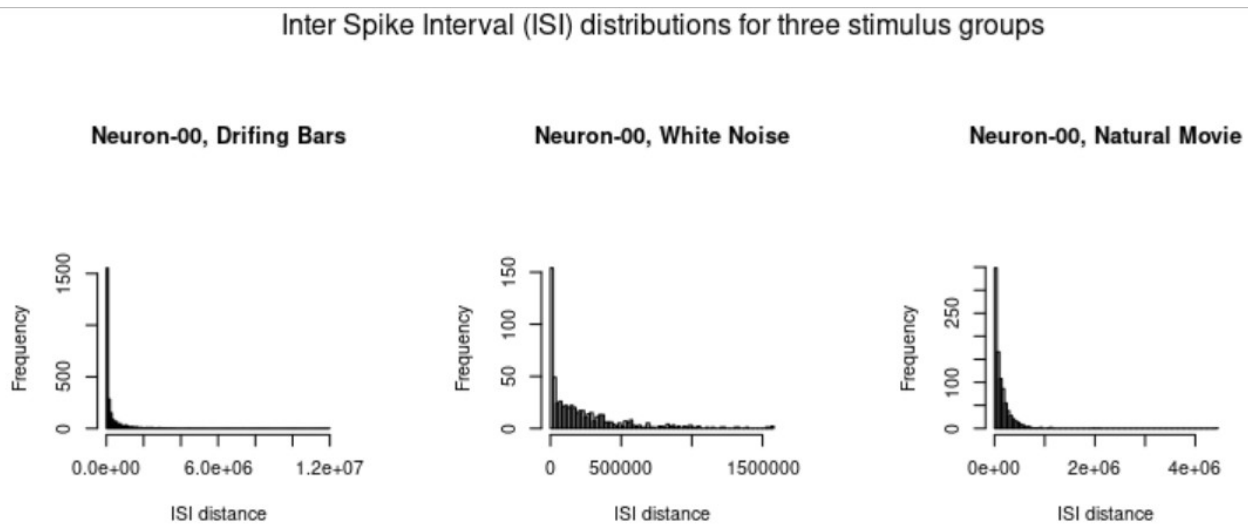 Inter Spike Interval (ISI) distributions for three stimulus groups
Neuron-00, Drifing Bars
Frequency
0
500
1500
0.0e+00 6.0e+06 1.2e+07
ISI distance
Neuron-00, White Noise
Frequency
0
50
100
150
0 500000 1500000
ISI distance
Neuron-00, Natural Movie
Frequency
0
100
250
0e+00 2e+06 4e+06
ISI distance